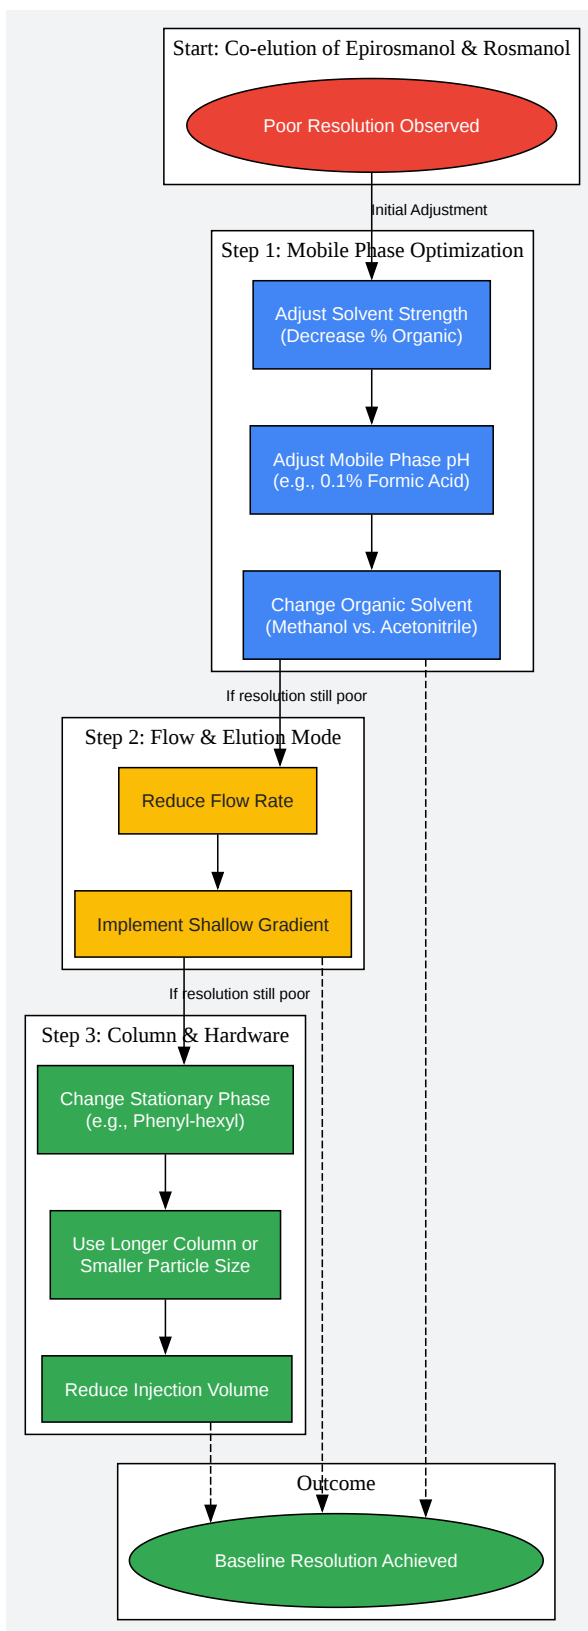 Start: Co-elution of Epirosmanol & Rosmanol
Poor Resolution Observed
Initial Adjustment
Step 1: Mobile Phase Optimization
Adjust Solvent Strength
(Decrease % Organic)
Adjust Mobile Phase pH
(e.g., 0.1% Formic Acid)
Change Organic Solvent
(Methanol vs. Acetonitrile)
If resolution still poor
Step 2: Flow & Elution Mode
Reduce Flow Rate
Implement Shallow Gradient
If resolution still poor
Step 3: Column & Hardware
Change Stationary Phase
(e.g., Phenyl-hexyl)
Use Longer Column or
Smaller Particle Size
Reduce Injection Volume
Outcome
Baseline Resolution Achieved